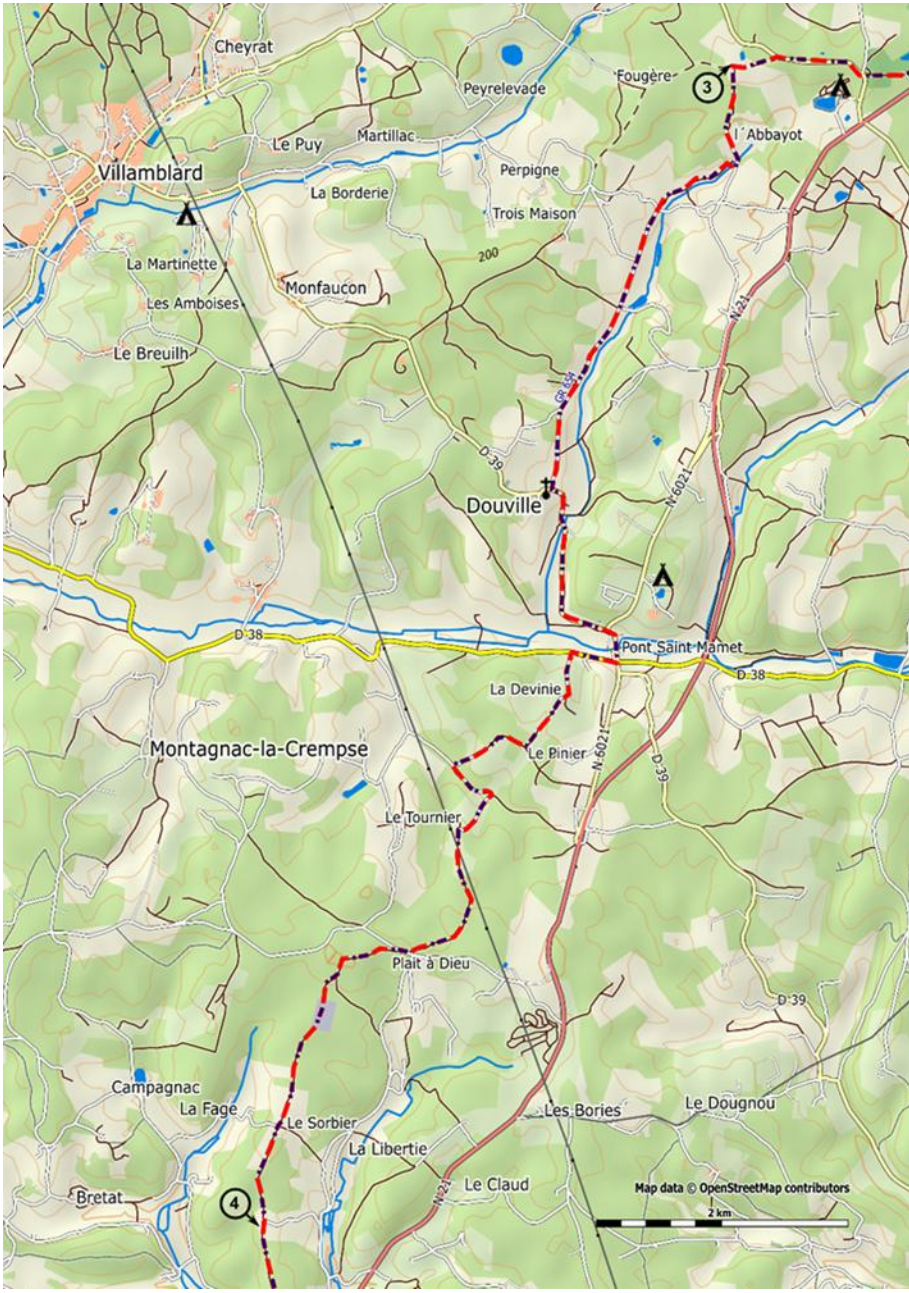 Cheyrat
Peyrelevade
Fougère
3
l´Abbayot
Martillac
Le Puy
Villamblard
Perpigne
La Borderie
Trois Maison
200
La Martinette
Monfaucon
Les Amboises
N 21
Le Breuilh
GR 654
D 39
N 6021
Douville
D 38
Pont Saint Mamet
D 38
La Devinie
Montagnac-la-Crempse
Le Pinier
N 6021
D 39
Le Tournier
Plait à Dieu
D 39
Campagnac
La Fage
Les Bories
Le Dougnou
Le Sorbier
La Libertie
Le Claud
Bretat
N 21
4
Map data © OpenStreetMap contributors
2 km